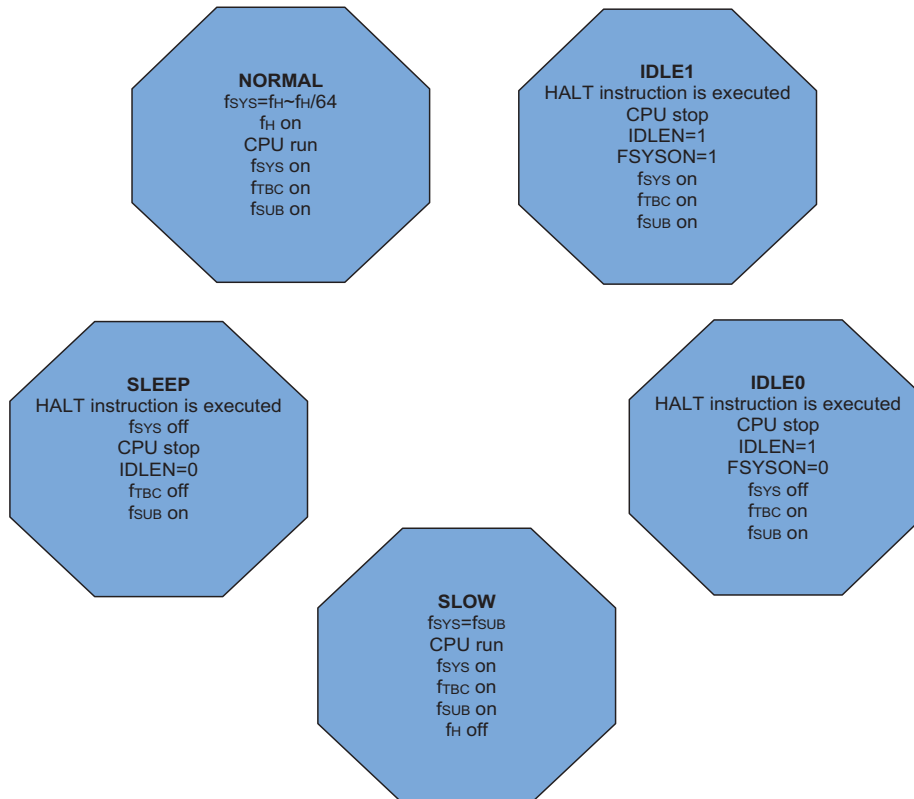 NORMAL
fSYS=fH~fH/64
fH on
CPU run
fSYS on
fTBC on
fSUB on
IDLE1
HALT instruction is executed
CPU stop
IDLEN=1
FSYSON=1
fSYS on
fTBC on
fSUB on
SLEEP
HALT instruction is executed
fSYS off
CPU stop
IDLEN=0
fTBC off
fSUB on
IDLE0
HALT instruction is executed
CPU stop
IDLEN=1
FSYSON=0
fSYS off
fTBC on
fSUB on
SLOW
fSYS=fSUB
CPU run
fSYS on
fTBC on
fSUB on
fH off